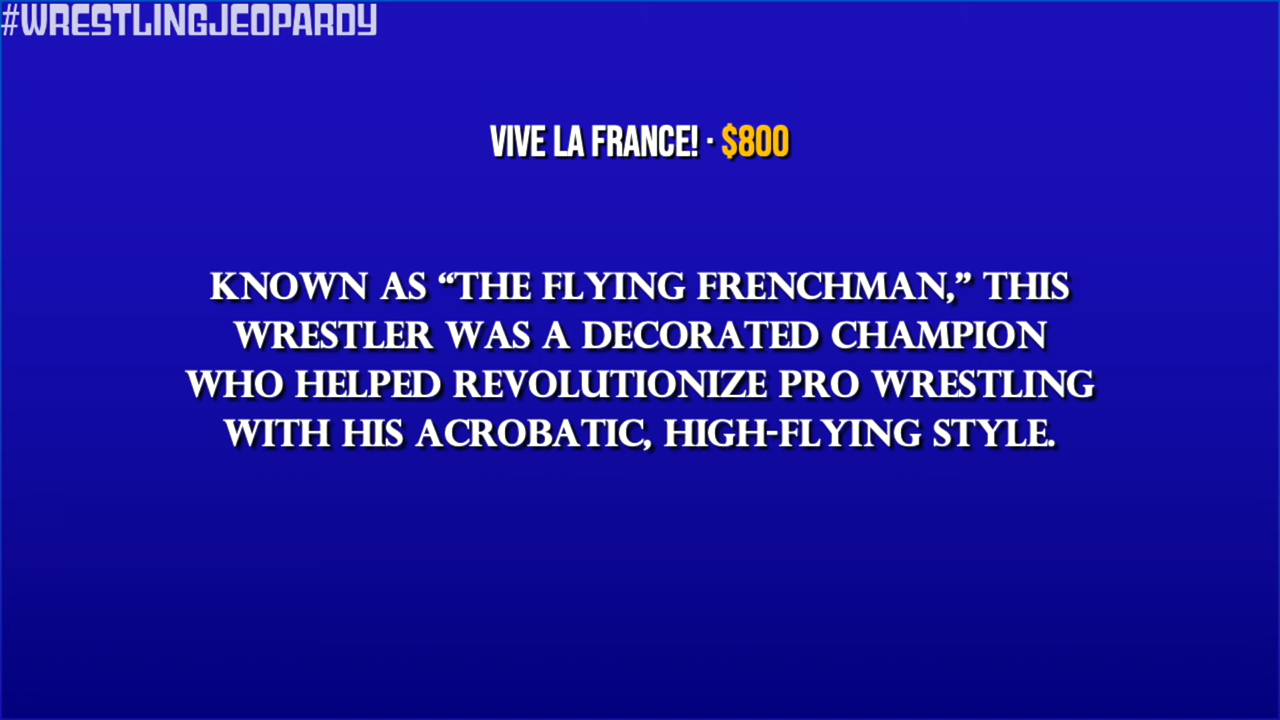 #WRESTLINGJEOPARDY
VIVE LA FRANCE! · $800
KNOWN AS “THE FLYING FRENCHMAN,” THIS
WRESTLER WAS A DECORATED CHAMPION
WHO HELPED REVOLUTIONIZE PRO WRESTLING
WITH HIS ACROBATIC, HIGH-FLYING STYLE.